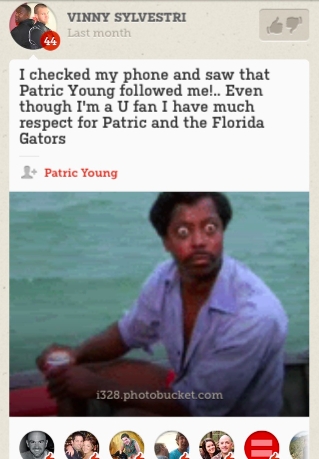 VINNY SYLVESTRI
Last month
44
I checked my phone and saw that
Patric Young followed me!.. Even
though I'm a U fan I have much
respect for Patric and the Florida
Gators
Patric Young
i328.photobucket.com